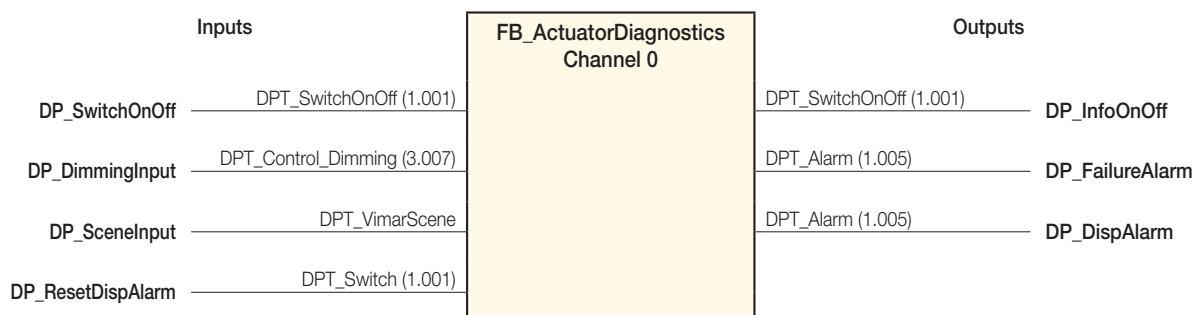 Inputs
FB_ActuatorDiagnostics
Channel 0
Outputs
DP_SwitchOnOff
DPT_SwitchOnOff (1.001)
DPT_SwitchOnOff (1.001)
DP_InfoOnOff
DP_DimmingInput
DPT_Control_Dimming (3.007)
DPT_Alarm (1.005)
DP_FailureAlarm
DP_SceneInput
DPT_VimarScene
DPT_Alarm (1.005)
DP_DispAlarm
DP_ResetDispAlarm
DPT_Switch (1.001)